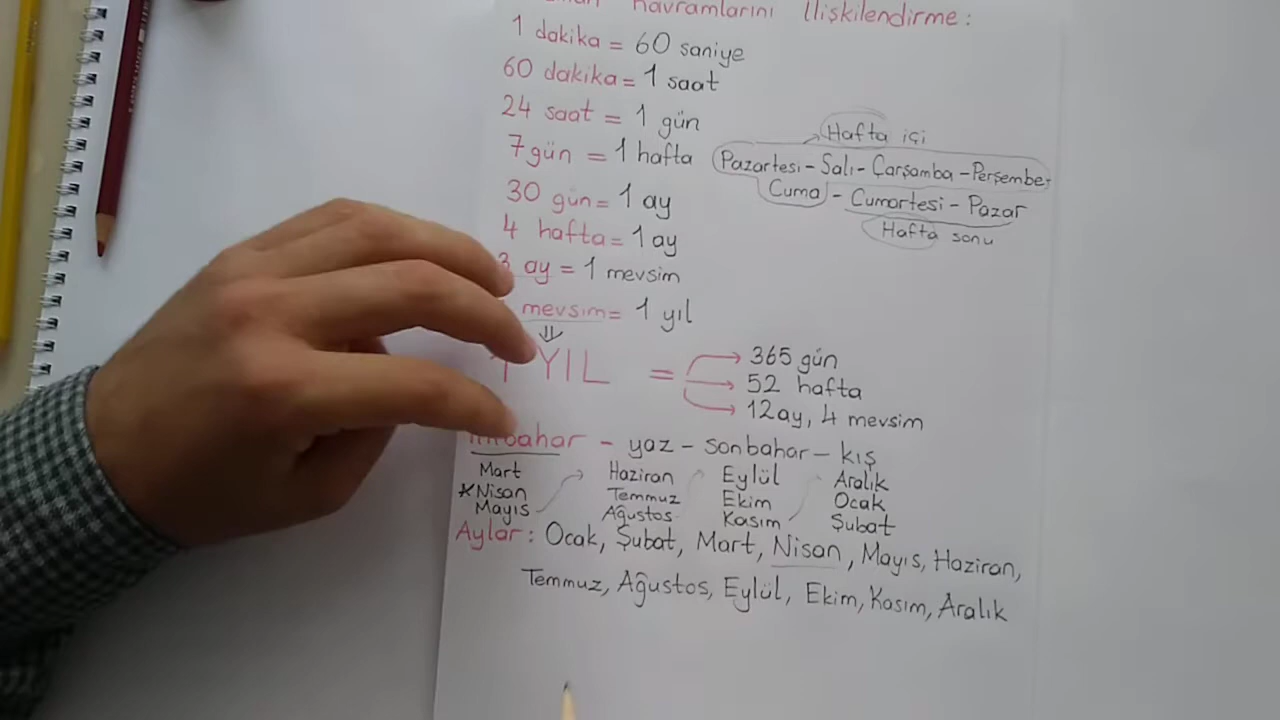 kavramlarını İlişkilendirme:
1 dakika = 60 saniye
60 dakika = 1 saat
24 saat = 1 gün
7 gün = 1 hafta
30 gün = 1 ay
4 hafta = 1 ay
3 ay = 1 mevsim
mevsim = 1 yıl
Hafta içi
Pazartesi - Salı - Çarşamba - Perşembe -
Cuma - Cumartesi - Pazar
Hafta sonu
1 YIL =
365 gün
52 hafta
12 ay, 4 mevsim
- yaz - sonbahar - kış
Mart Haziran Eylül Aralık
*Nisan Temmuz Ekim Ocak
Mayıs Ağustos Kasım Şubat
Aylar: Ocak, Şubat, Mart, Nisan, Mayıs, Haziran,
Temmuz, Ağustos, Eylül, Ekim, Kasım, Aralık